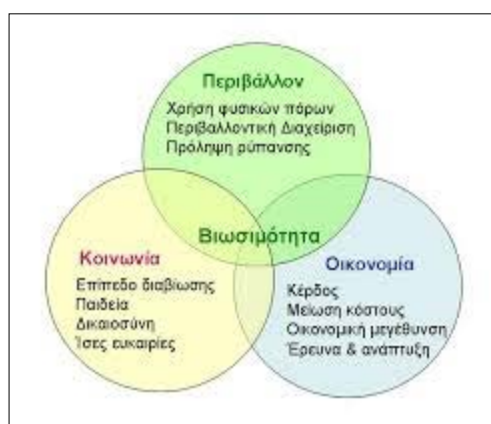 Περιβάλλον
Χρήση φυσικών πόρων
Περιβαλλοντική Διαχείριση
Πρόληψη ρύπανσης
Βιωσιμότητα
Κοινωνία
Επίπεδο διαβίωσης
Παιδεία
Δικαιοσύνη
Ίσες ευκαιρίες
Οικονομία
Κέρδος
Μείωση κόστους
Οικονομική μεγέθυνση
Έρευνα & ανάπτυξη